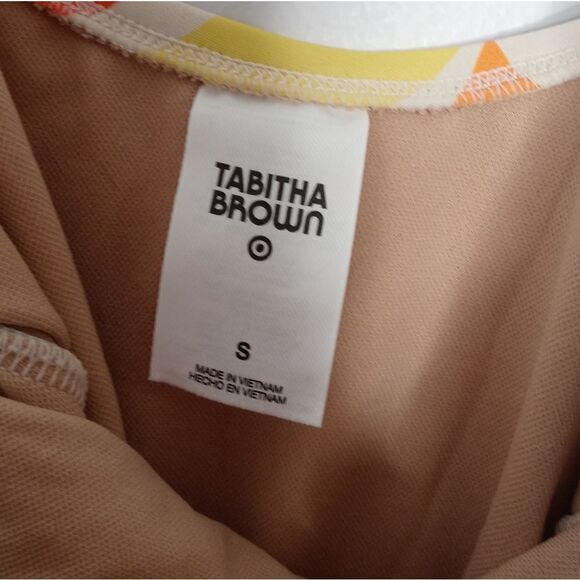 TABITHA
BROWN
S
MADE IN VIETNAM
HECHO EN VIETNAM